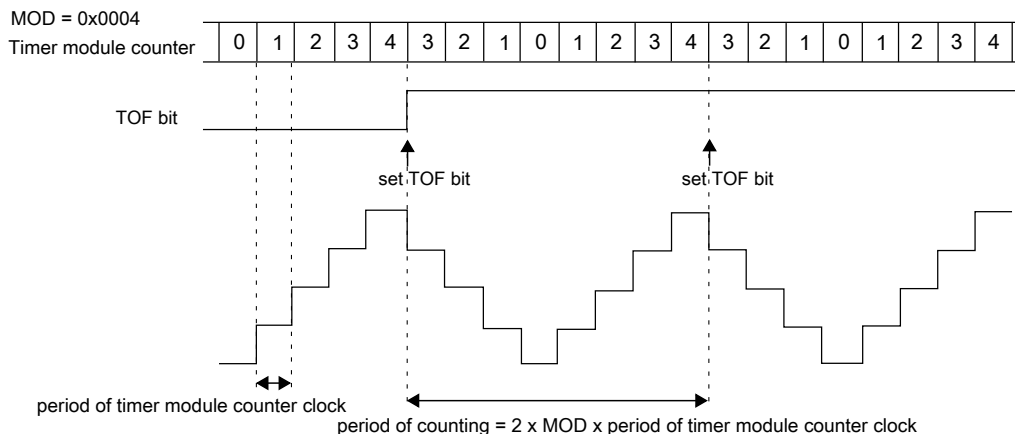 MOD = 0x0004
Timer module counter 0 1 2 3 4 3 2 1 0 1 2 3 4 3 2 1 0 1 2 3 4
TOF bit
set TOF bit set TOF bit
period of timer module counter clock
period of counting = 2 x MOD x period of timer module counter clock